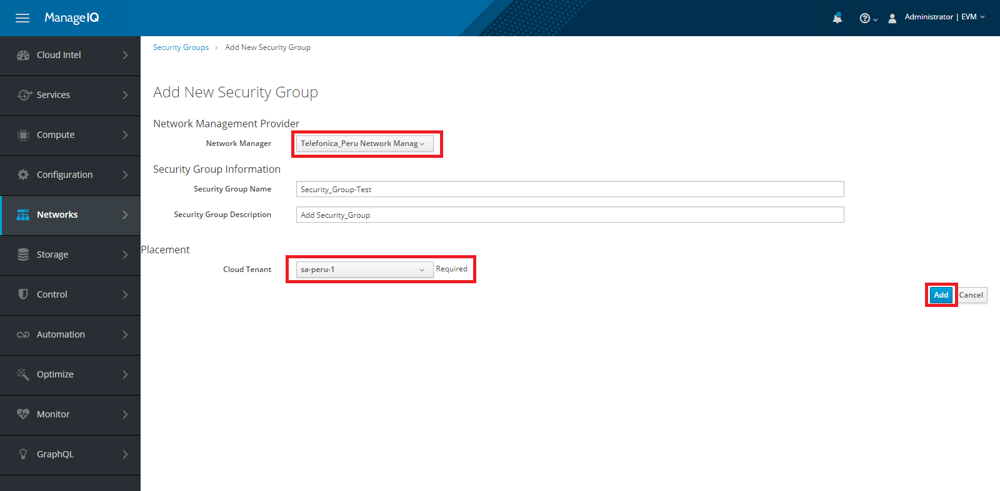 ManageIQ
Administrator | EVM
Cloud Intel
Services
Compute
Configuration
Networks
Storage
Control
Automation
Optimize
Monitor
GraphQL
Security Groups > Add New Security Group
Add New Security Group
Network Management Provider
Network Manager Telefonica_Peru Network Manag
Security Group Information
Security Group Name Security_Group-Test
Security Group Description Add Security_Group
Placement
Cloud Tenant sa-peru-1 Required
Add Cancel